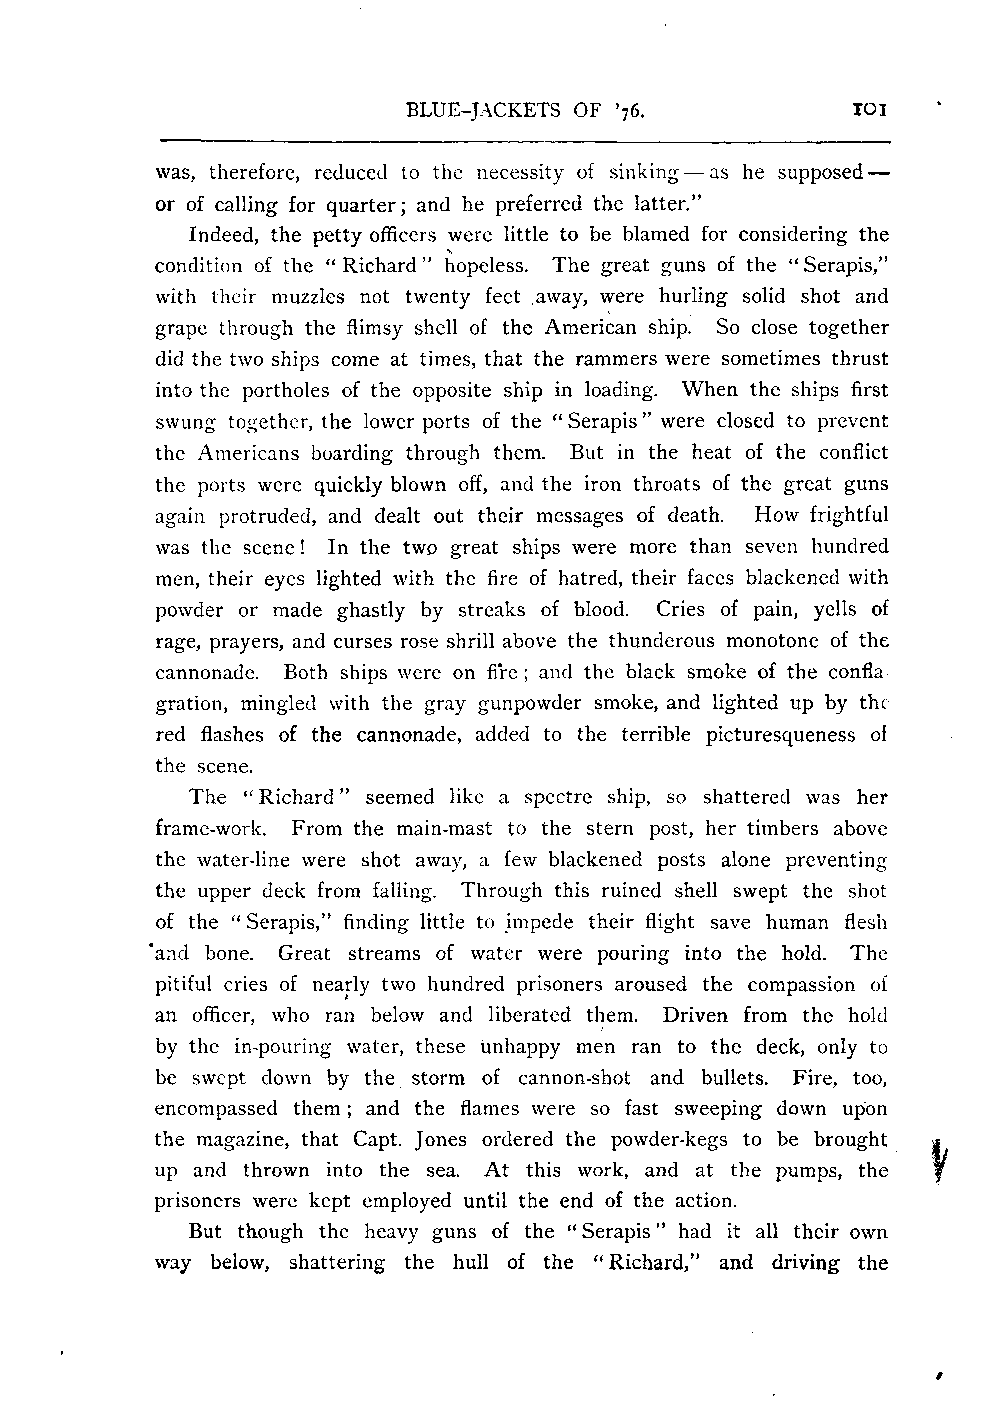 BLUE-JACKETS OF '76. 101
was, therefore, reduced to the necessity of sinking — as he supposed —
or of calling for quarter; and he preferred the latter."
Indeed, the petty officers were little to be blamed for considering the
condition of the "Richard" hopeless. The great guns of the "Serapis,"
with their muzzles not twenty feet away, were hurling solid shot and
grape through the flimsy shell of the American ship. So close together
did the two ships come at times, that the rammers were sometimes thrust
into the portholes of the opposite ship in loading. When the ships first
swung together, the lower ports of the "Serapis" were closed to prevent
the Americans boarding through them. But in the heat of the conflict
the ports were quickly blown off, and the iron throats of the great guns
again protruded, and dealt out their messages of death. How frightful
was the scene! In the two great ships were more than seven hundred
men, their eyes lighted with the fire of hatred, their faces blackened with
powder or made ghastly by streaks of blood. Cries of pain, yells of
rage, prayers, and curses rose shrill above the thunderous monotone of the
cannonade. Both ships were on fire; and the black smoke of the confla-
gration, mingled with the gray gunpowder smoke, and lighted up by the
red flashes of the cannonade, added to the terrible picturesqueness of
the scene.
The "Richard" seemed like a spectre ship, so shattered was her
frame-work. From the main-mast to the stern post, her timbers above
the water-line were shot away, a few blackened posts alone preventing
the upper deck from falling. Through this ruined shell swept the shot
of the "Serapis," finding little to impede their flight save human flesh
and bone. Great streams of water were pouring into the hold. The
pitiful cries of nearly two hundred prisoners aroused the compassion of
an officer, who ran below and liberated them. Driven from the hold
by the in-pouring water, these unhappy men ran to the deck, only to
be swept down by the storm of cannon-shot and bullets. Fire, too,
encompassed them; and the flames were so fast sweeping down upon
the magazine, that Capt. Jones ordered the powder-kegs to be brought
up and thrown into the sea. At this work, and at the pumps, the
prisoners were kept employed until the end of the action.
But though the heavy guns of the "Serapis" had it all their own
way below, shattering the hull of the "Richard," and driving the